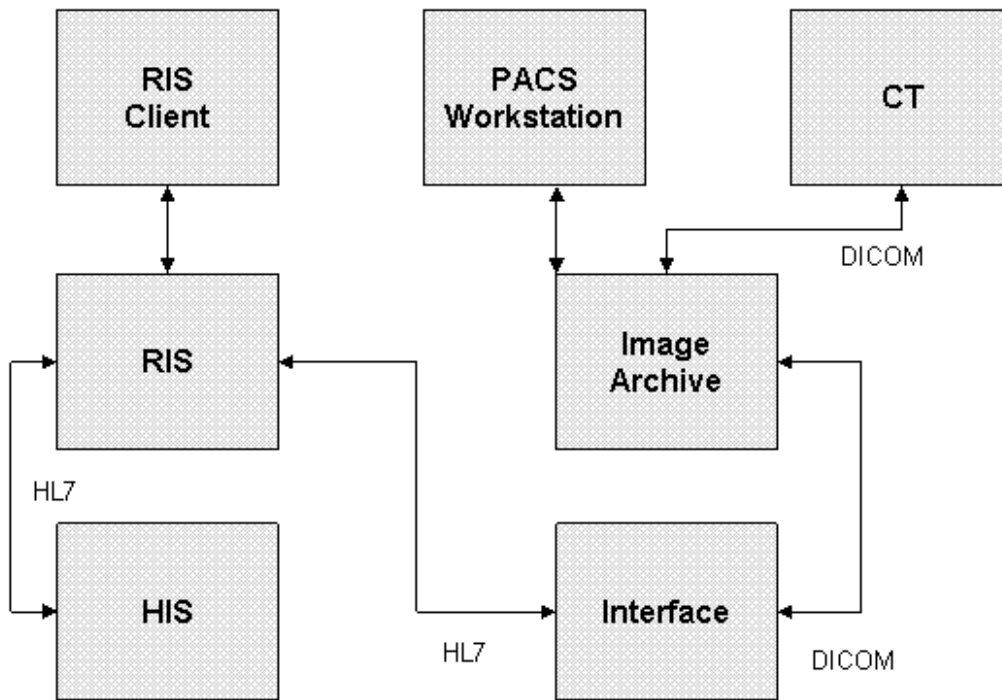 RIS
Client
PACS
Workstation
CT
DICOM
RIS
Image
Archive
HL7
HIS
Interface
HL7
DICOM